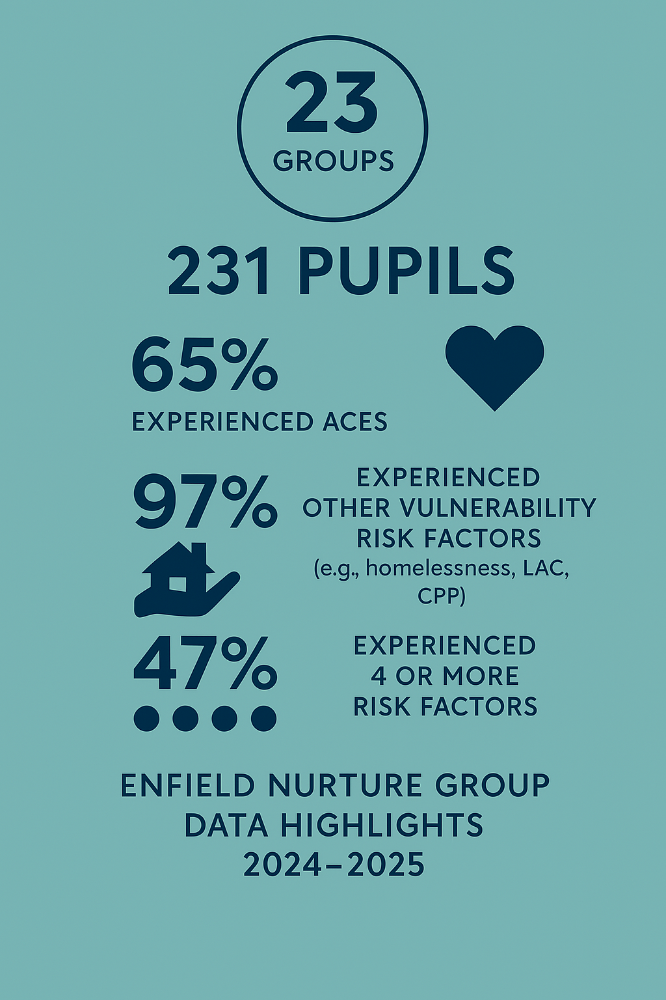 23
GROUPS
231 PUPILS
65%
EXPERIENCED ACES
97%
EXPERIENCED
OTHER VULNERABILITY
RISK FACTORS
(e.g., homelessness, LAC,
CPP)
47%
EXPERIENCED
4 OR MORE
RISK FACTORS
ENFIELD NURTURE GROUP
DATA HIGHLIGHTS
2024–2025